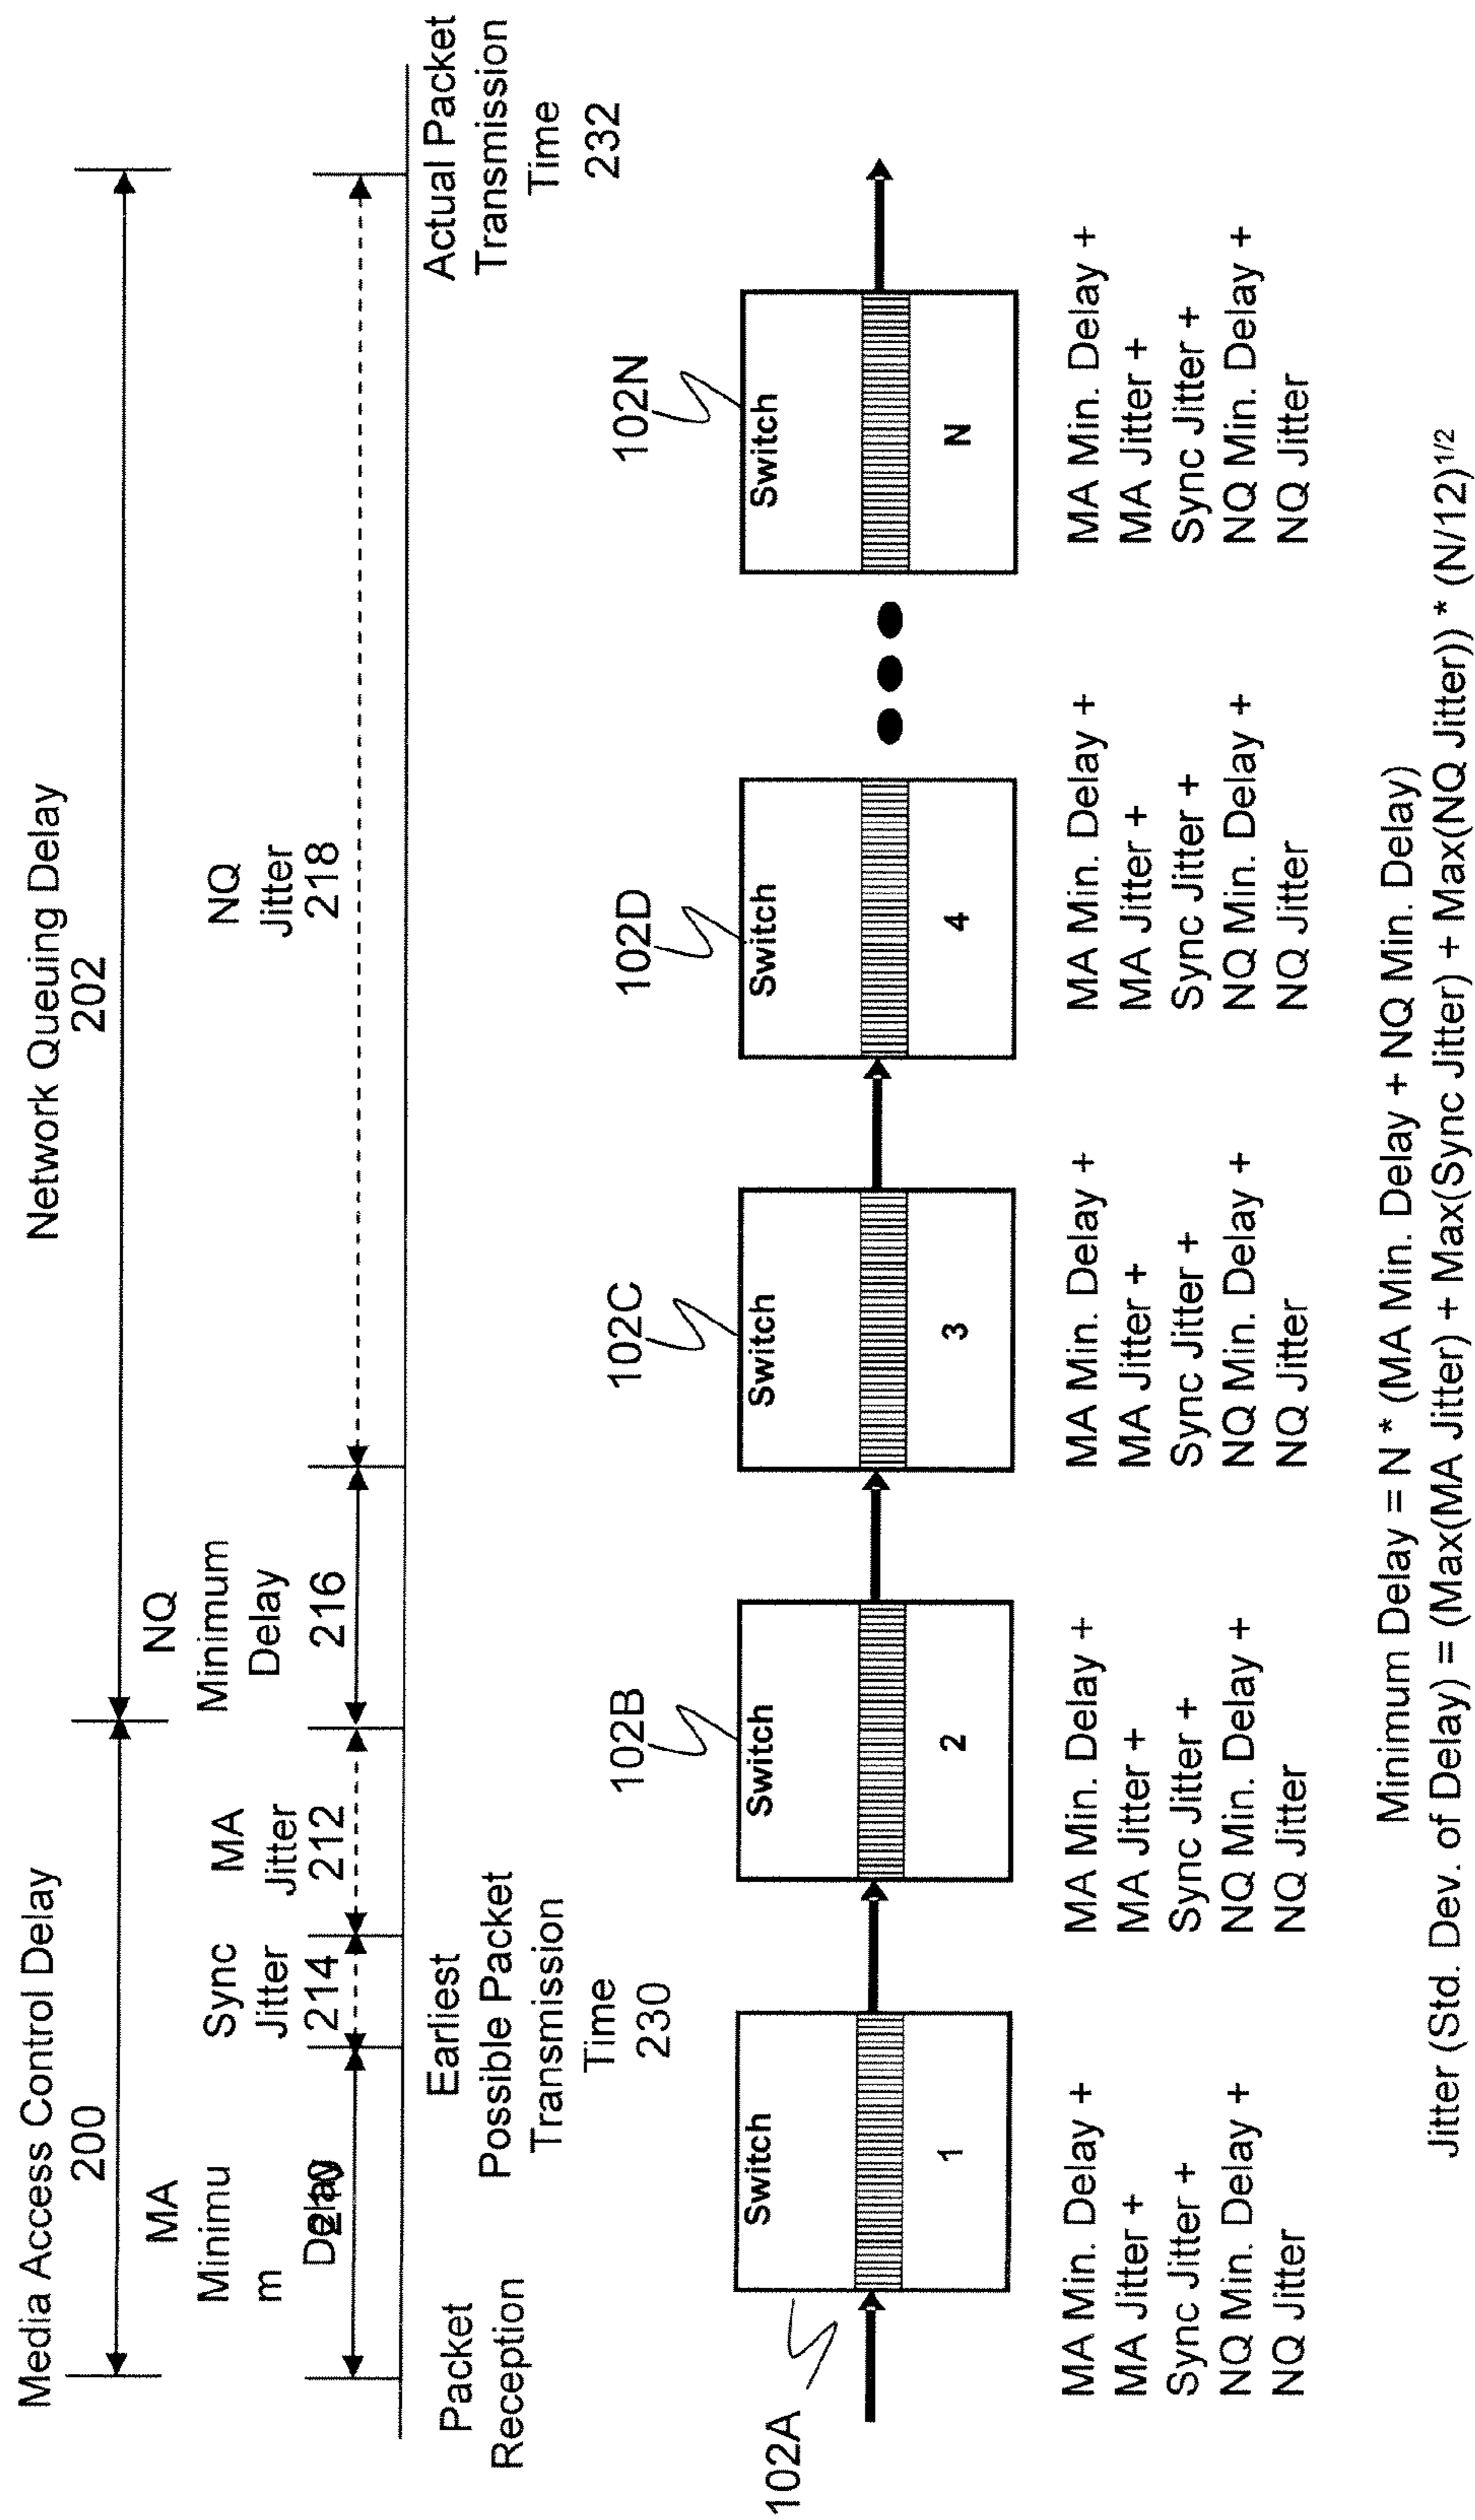 Media Access Control Delay
200
Network Queuing Delay
202
MA
Minimu
m
Delay
210
Sync
Jitter
214
MA
Jitter
212
NQ
Minimum
Delay
216
NQ
Jitter
218
Packet
Reception
Earliest
Possible Packet
Transmission
Time
230
Actual Packet
Transmission
Time
232
102A
Switch
1
102B
Switch
2
102C
Switch
3
102D
Switch
4
102N
Switch
N
MA Min. Delay +
MA Jitter +
Sync Jitter +
NQ Min. Delay +
NQ Jitter
MA Min. Delay +
MA Jitter +
Sync Jitter +
NQ Min. Delay +
NQ Jitter
MA Min. Delay +
MA Jitter +
Sync Jitter +
NQ Min. Delay +
NQ Jitter
MA Min. Delay +
MA Jitter +
Sync Jitter +
NQ Min. Delay +
NQ Jitter
MA Min. Delay +
MA Jitter +
Sync Jitter +
NQ Min. Delay +
NQ Jitter
Minimum Delay = N * (MA Min. Delay + NQ Min. Delay)
Jitter (Std. Dev. of Delay) = (Max(MA Jitter) + Max(Sync Jitter) + Max(NQ Jitter)) * (N/12)^1/2